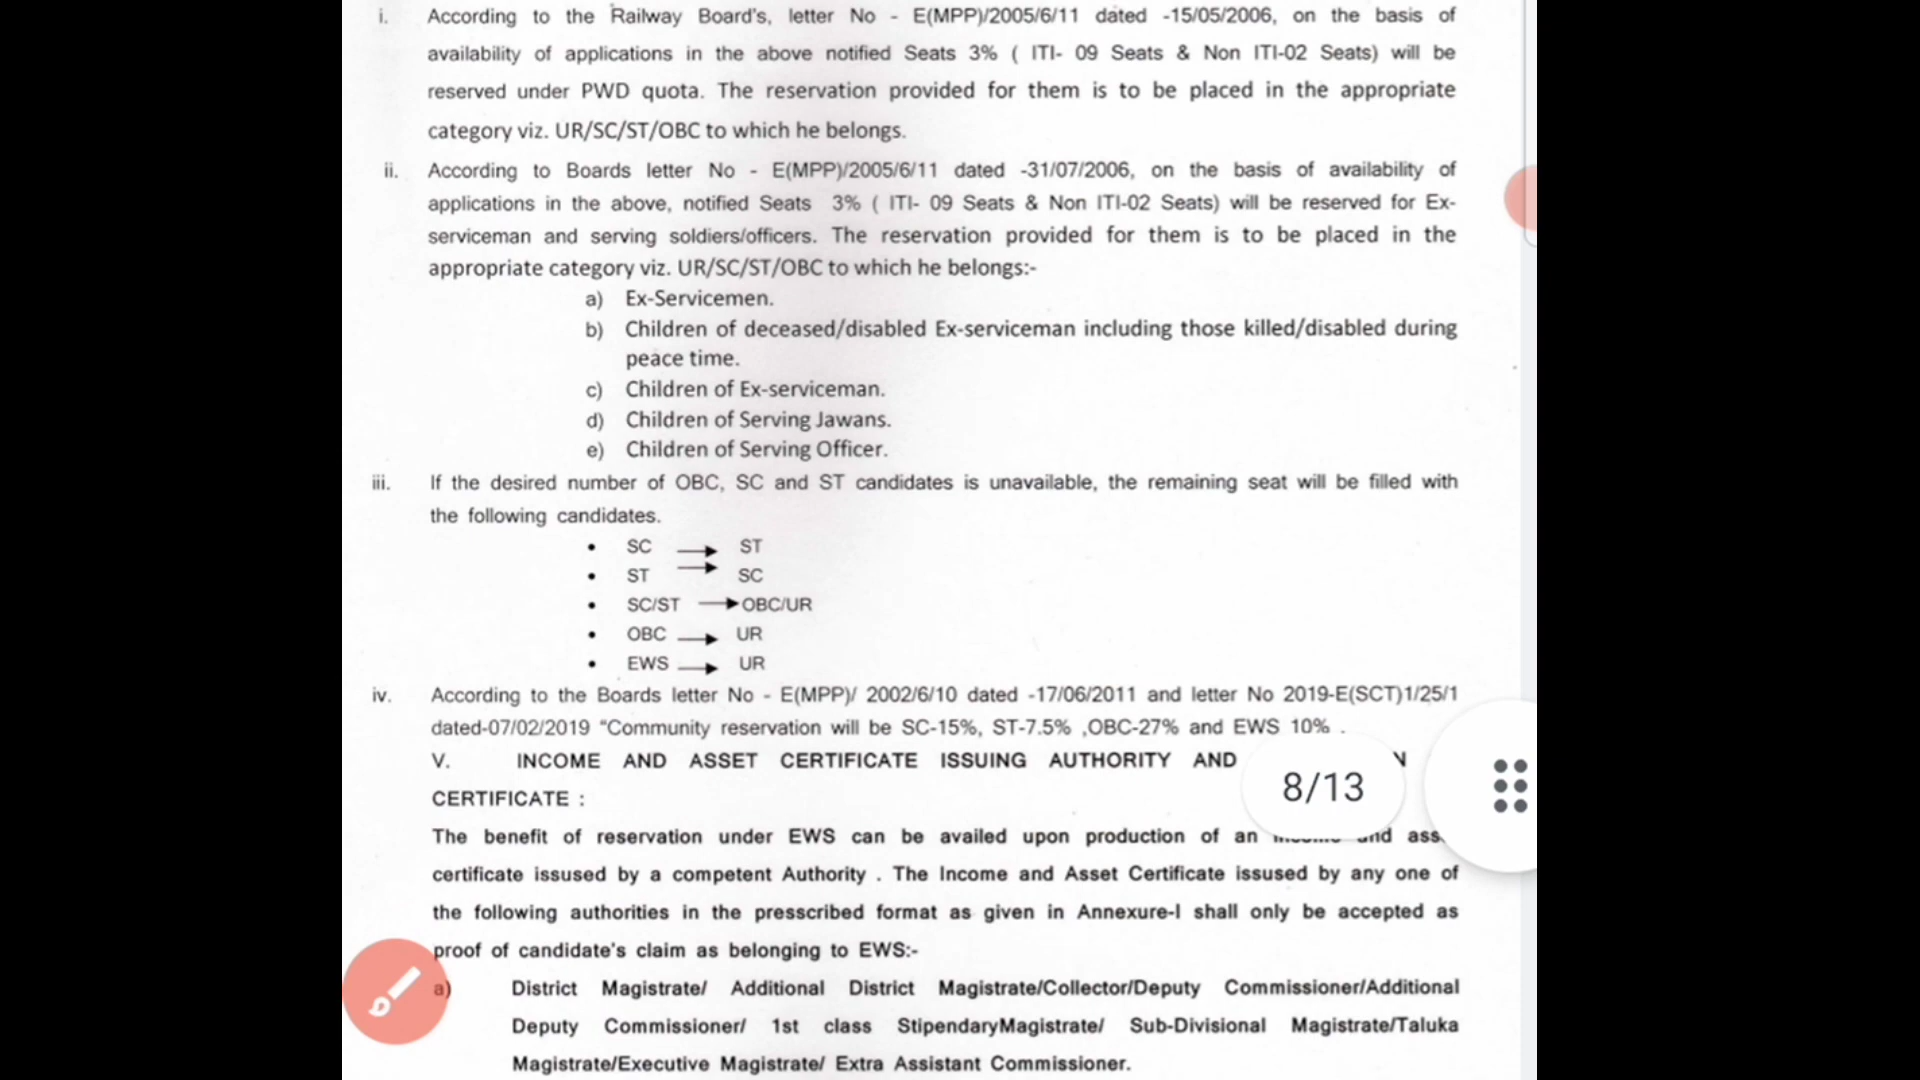 i. According to the Railway Board's, letter No - E(MPP)/2005/6/11 dated -15/05/2006, on the basis of
availability of applications in the above notified Seats 3% ( ITI- 09 Seats & Non ITI-02 Seats) will be
reserved under PWD quota. The reservation provided for them is to be placed in the appropriate
category viz. UR/SC/ST/OBC to which he belongs.
ii. According to Boards letter No - E(MPP)/2005/6/11 dated -31/07/2006, on the basis of availability of
applications in the above, notified Seats 3% ( ITI- 09 Seats & Non ITI-02 Seats) will be reserved for Ex-
serviceman and serving soldiers/officers. The reservation provided for them is to be placed in the
appropriate category viz. UR/SC/ST/OBC to which he belongs:-
a) Ex-Servicemen.
b) Children of deceased/disabled Ex-serviceman including those killed/disabled during
peace time.
c) Children of Ex-serviceman.
d) Children of Serving Jawans.
e) Children of Serving Officer.
iii. If the desired number of OBC, SC and ST candidates is unavailable, the remaining seat will be filled with
the following candidates.
• SC → ST
• ST → SC
• SC/ST → OBC/UR
• OBC → UR
• EWS → UR
iv. According to the Boards letter No - E(MPP)/ 2002/6/10 dated -17/06/2011 and letter No 2019-E(SCT)1/25/1
dated-07/02/2019 "Community reservation will be SC-15%, ST-7.5% ,OBC-27% and EWS 10% .
V. INCOME AND ASSET CERTIFICATE ISSUING AUTHORITY AND
8/13
CERTIFICATE :
The benefit of reservation under EWS can be availed upon production of an and
certificate issused by a competent Authority . The Income and Asset Certificate issused by any one of
the following authorities in the presscribed format as given in Annexure-I shall only be accepted as
proof of candidate's claim as belonging to EWS:-
a) District Magistrate/ Additional District Magistrate/Collector/Deputy Commissioner/Additional
Deputy Commissioner/ 1st class StipendaryMagistrate/ Sub-Divisional Magistrate/Taluka
Magistrate/Executive Magistrate/ Extra Assistant Commissioner.